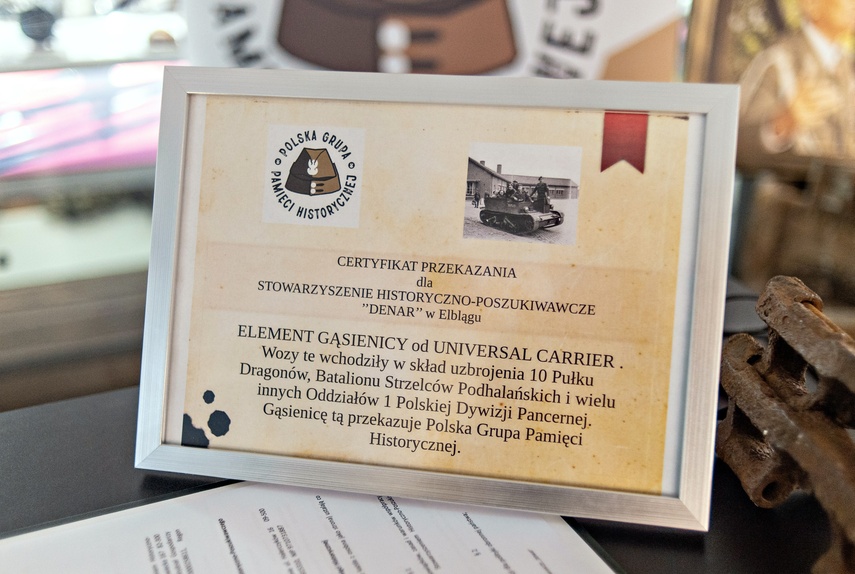 POLSKA GRUPA
PAMIĘCI HISTORYCZNEJ
CERTYFIKAT PRZEKAZANIA
dla
STOWARZYSZENIE HISTORYCZNO-POSZUKIWAWCZE
”DENAR” w Elblągu
ELEMENT GĄSIENICY od UNIVERSAL CARRIER .
Wozy te wchodziły w skład uzbrojenia 10 Pułku
Dragonów, Batalionu Strzelców Podhalańskich i wielu
innych Oddziałów 1 Polskiej Dywizji Pancernej.
Gąsienicę tą przekazuje Polska Grupa Pamięci
Historycznej.